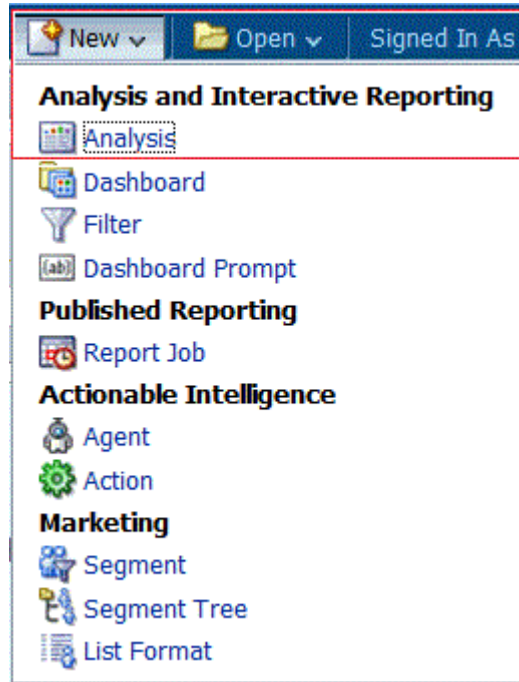 New Open Signed In As
Analysis and Interactive Reporting
Analysis
Dashboard
Filter
(ab) Dashboard Prompt
Published Reporting
Report Job
Actionable Intelligence
Agent
Action
Marketing
Segment
Segment Tree
List Format